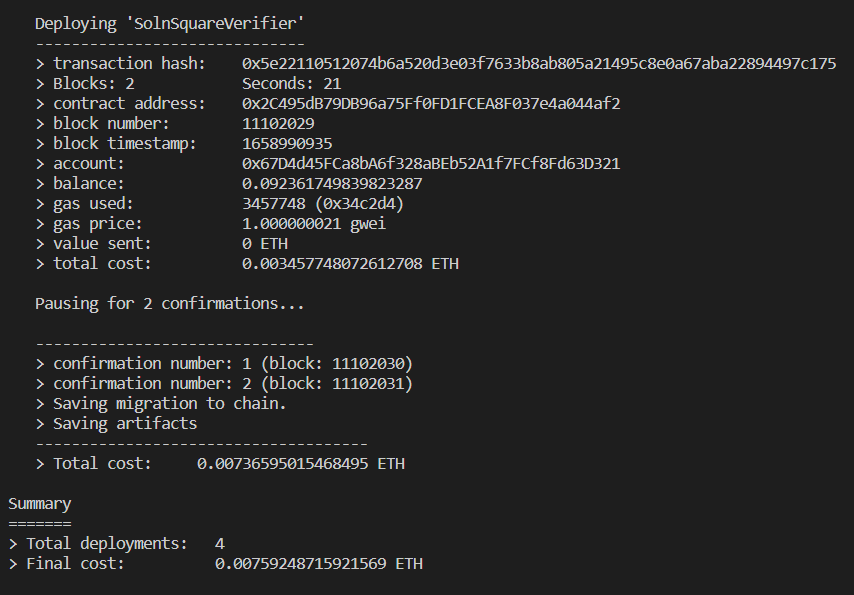 Deploying 'SolnSquareVerifier'
------------------------------
> transaction hash:    0x5e22110512074b6a520d3e03f7633b8ab805a21495c8e0a67aba22894497c175
> Blocks: 2            Seconds: 21
> contract address:    0x2C495dB79DB96a75Ff0FD1FCEA8F037e4a044af2
> block number:        11102029
> block timestamp:     1658990935
> account:             0x67D4d45FCa8bA6f328aBEb52A1f7FCf8Fd63D321
> balance:             0.092361749839823287
> gas used:            3457748 (0x34c2d4)
> gas price:           1.000000021 gwei
> value sent:          0 ETH
> total cost:          0.003457748072612708 ETH
Pausing for 2 confirmations...
-------------------------------
> confirmation number: 1 (block: 11102030)
> confirmation number: 2 (block: 11102031)
> Saving migration to chain.
> Saving artifacts
-------------------------------------
> Total cost:     0.00736595015468495 ETH
Summary
=======
> Total deployments:   4
> Final cost:          0.00759248715921569 ETH